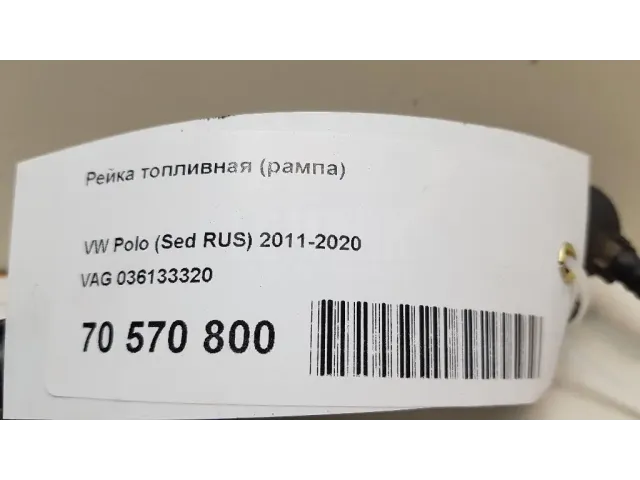 Рейка топливная (рампа)
VW Polo (Sed RUS) 2011-2020
VAG 036133320
70 570 800